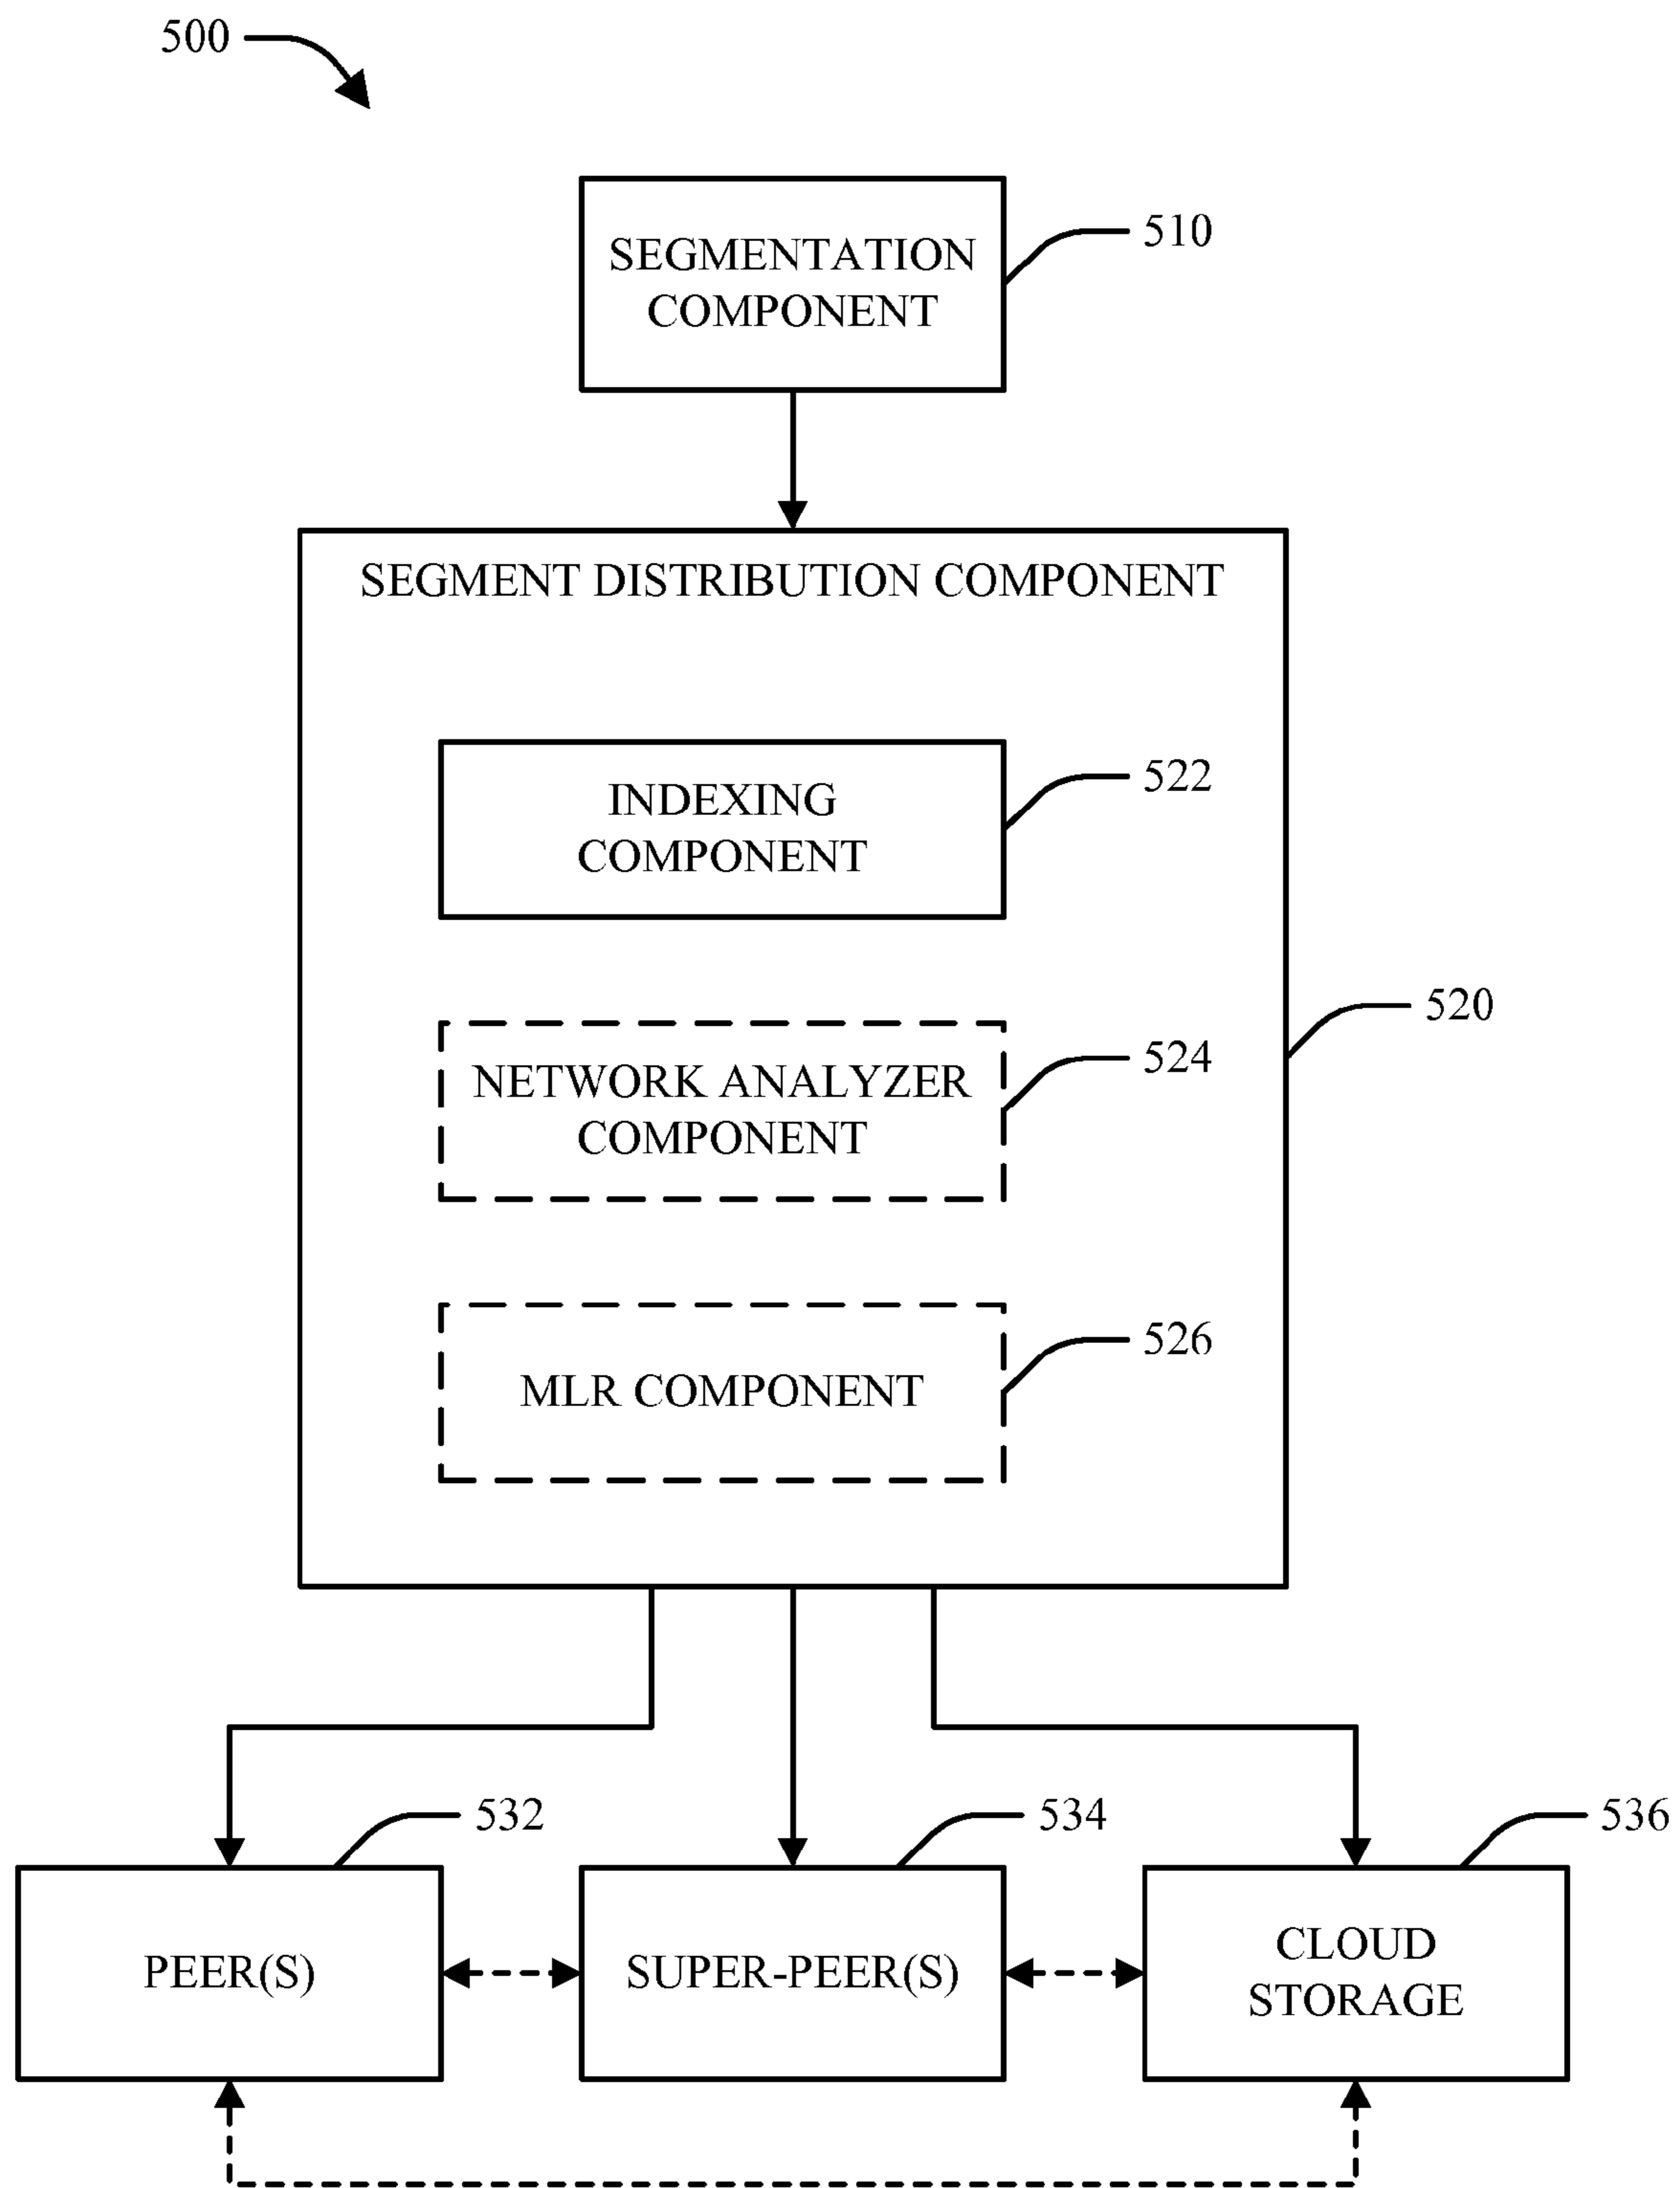 500
SEGMENTATION
COMPONENT
510
SEGMENT DISTRIBUTION COMPONENT
INDEXING
COMPONENT
522
520
NETWORK ANALYZER
COMPONENT
524
MLR COMPONENT
526
532
534
536
PEER(S)
SUPER-PEER(S)
CLOUD
STORAGE